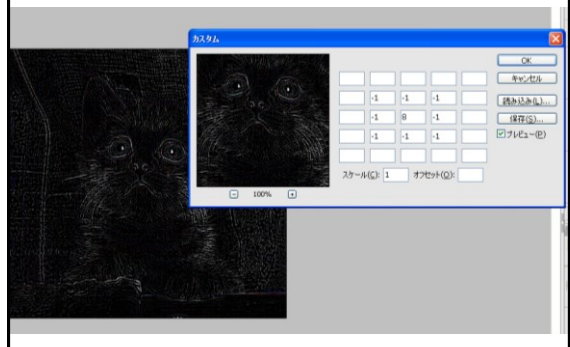 カスタム
OK
キャンセル
読み込み(L)...
保存(S)...
プレビュー(P)
-1 -1 -1
-1 8 -1
-1 -1 -1
スケール(C): 1 オフセット(O):
- 100% +